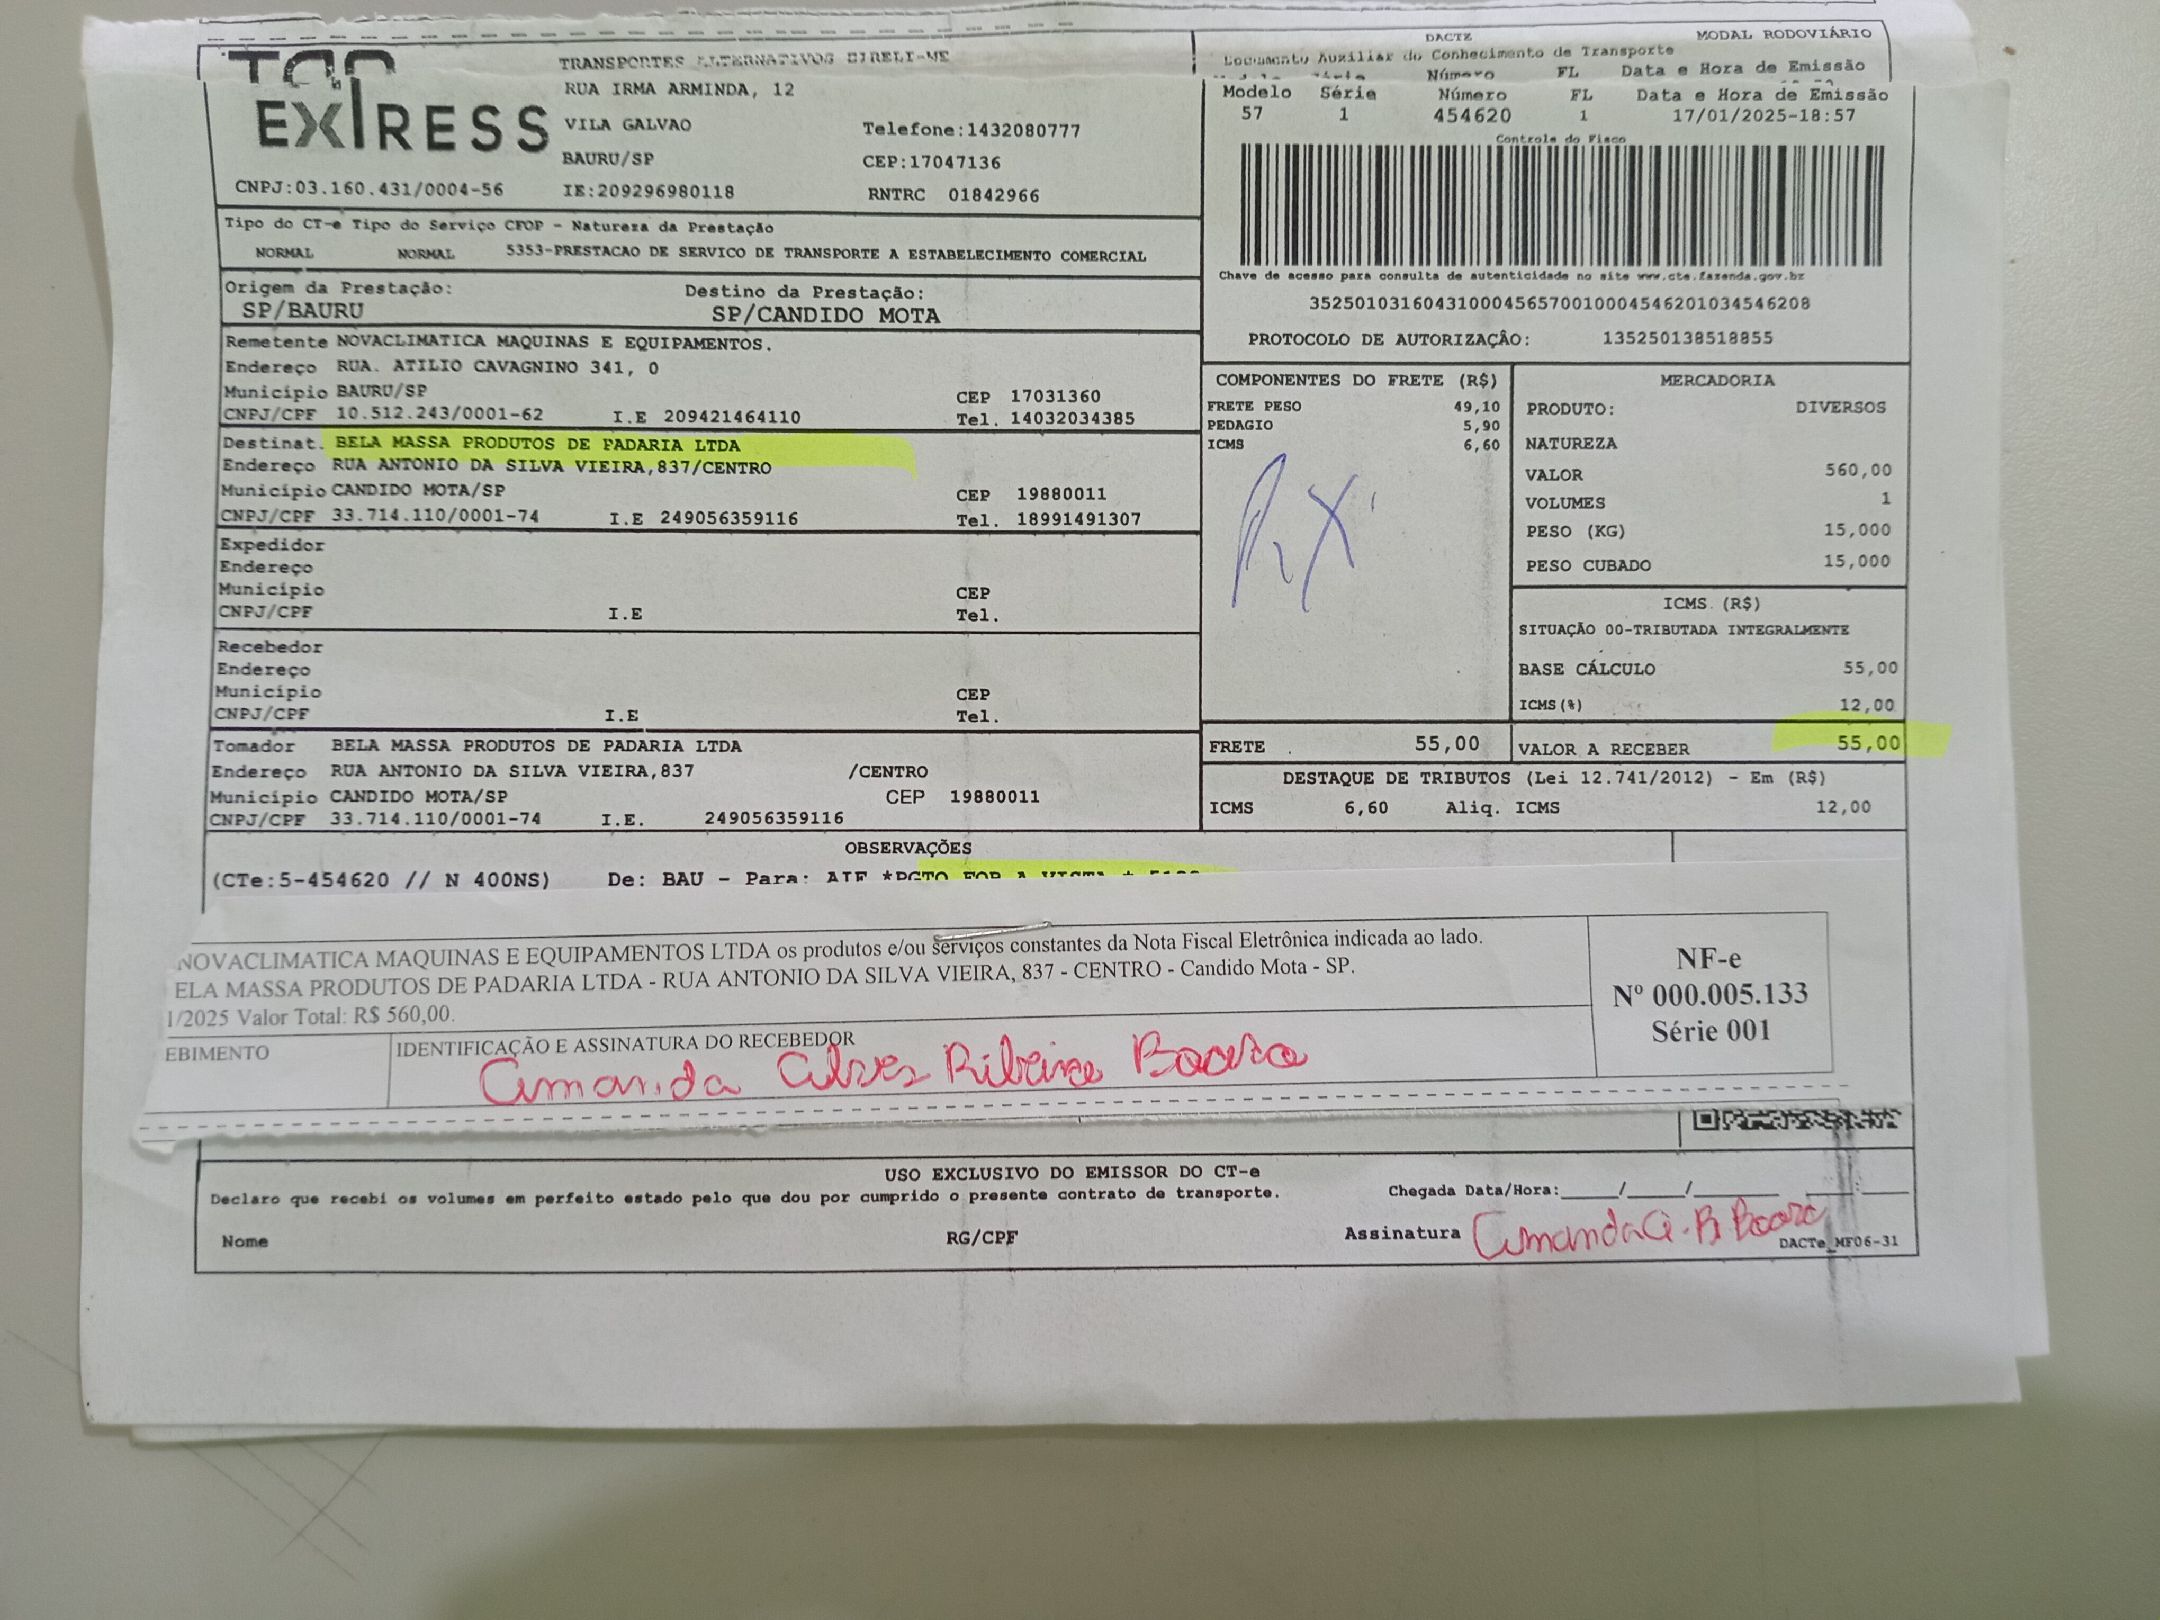 EXPRESS
TRANSPORTES ALTERNATIVOS EIRELI-ME
RUA IRMA ARMINDA, 12
VILA GALVAO
Telefone:1432080777
BAURU/SP
CEP:17047136
CNPJ:03.160.431/0004-56
IE:209296980118
RNTRC 01842966
DACTE
MODAL RODOVIÁRIO
Documento Auxiliar do Conhecimento de Transporte
Número FL Data e Hora de Emissão
Modelo Série Número FL Data e Hora de Emissão
57 1 454620 1 17/01/2025-18:57
Controle do Fisco
Chave de acesso para consulta de autenticidade no site www.cte.fazenda.gov.br
35250103160431000456570010004546201034546208
PROTOCOLO DE AUTORIZAÇÂO: 135250138518855
Tipo do CT-e Tipo do Serviço CFOP - Natureza da Prestação
NORMAL NORMAL 5353-PRESTACAO DE SERVICO DE TRANSPORTE A ESTABELECIMENTO COMERCIAL
Origem da Prestação: Destino da Prestação:
SP/BAURU SP/CANDIDO MOTA
Remetente NOVACLIMATICA MAQUINAS E EQUIPAMENTOS.
Endereço RUA. ATILIO CAVAGNINO 341, 0
Município BAURU/SP CEP 17031360
CNPJ/CPF 10.512.243/0001-62 I.E 209421464110 Tel. 14032034385
Destinat. BELA MASSA PRODUTOS DE PADARIA LTDA
Endereço RUA ANTONIO DA SILVA VIEIRA,837/CENTRO
Município CANDIDO MOTA/SP CEP 19880011
CNPJ/CPF 33.714.110/0001-74 I.E 249056359116 Tel. 18991491307
Expedidor
Endereço
Município CEP
CNPJ/CPF I.E Tel.
Recebedor
Endereço
Município CEP
CNPJ/CPF I.E Tel.
Tomador BELA MASSA PRODUTOS DE PADARIA LTDA
Endereço RUA ANTONIO DA SILVA VIEIRA,837 /CENTRO
Município CANDIDO MOTA/SP CEP 19880011
CNPJ/CPF 33.714.110/0001-74 I.E. 249056359116
COMPONENTES DO FRETE (R$)
FRETE PESO 49,10
PEDAGIO 5,90
ICMS 6,60
MERCADORIA
PRODUTO: DIVERSOS
NATUREZA
VALOR 560,00
VOLUMES 1
PESO (KG) 15,000
PESO CUBADO 15,000
ICMS (R$)
SITUAÇÃO 00-TRIBUTADA INTEGRALMENTE
BASE CÁLCULO 55,00
ICMS(%) 12,00
FRETE 55,00
VALOR A RECEBER 55,00
DESTAQUE DE TRIBUTOS (Lei 12.741/2012) - Em (R$)
ICMS 6,60 Aliq. ICMS 12,00
OBSERVAÇÕES
(CTe:5-454620 // N 400NS) De: BAU - Para: *PGTO FOB A VISTA *
NOVACLIMATICA MAQUINAS E EQUIPAMENTOS LTDA os produtos e/ou serviços constantes da Nota Fiscal Eletrônica indicada ao lado.
ELA MASSA PRODUTOS DE PADARIA LTDA - RUA ANTONIO DA SILVA VIEIRA, 837 - CENTRO - Candido Mota - SP.
1/2025 Valor Total: R$ 560,00.
EBIMENTO
IDENTIFICAÇÃO E ASSINATURA DO RECEBEDOR
Amanda Alves Ribeiro
NF-e
Nº 000.005.133
Série 001
USO EXCLUSIVO DO EMISSOR DO CT-e
Declaro que recebi os volumes em perfeito estado pelo que dou por cumprido o presente contrato de transporte.
Chegada Data/Hora:_____/_____/_______ ____:____
Nome RG/CPF Assinatura Amanda A. R.
DACTe_MF06-31